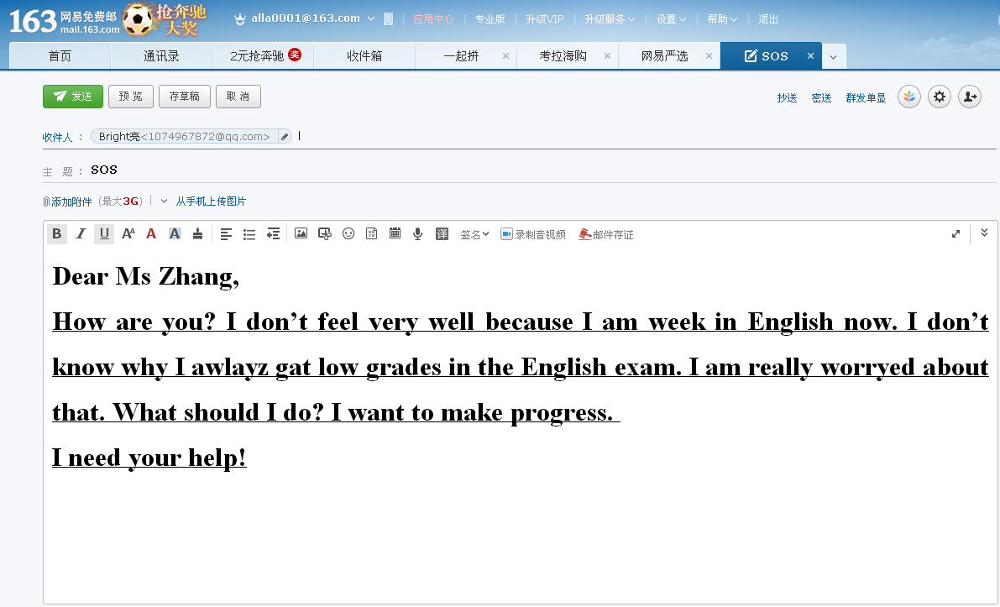 163 网易免费邮 mail.163.com 抢奔驰大奖 alla0001@163.com 应用中心 专业版 升级VIP 升级服务 设置 帮助 退出
首页 通讯录 2元抢奔驰 奖 收件箱 一起拼 考拉海购 网易严选 SOS
发送 预 览 存草稿 取 消 抄送 密送 群发单显
收件人 : Bright亮<1074967872@qq.com>
主 题 : SOS
添加附件 (最大3G) 从手机上传图片
B I U AA A A 译 签名 录制音视频 邮件存证
Dear Ms Zhang,
How are you? I don’t feel very well because I am week in English now. I don’t
know why I awlayz gat low grades in the English exam. I am really worryed about
that. What should I do? I want to make progress.
I need your help!